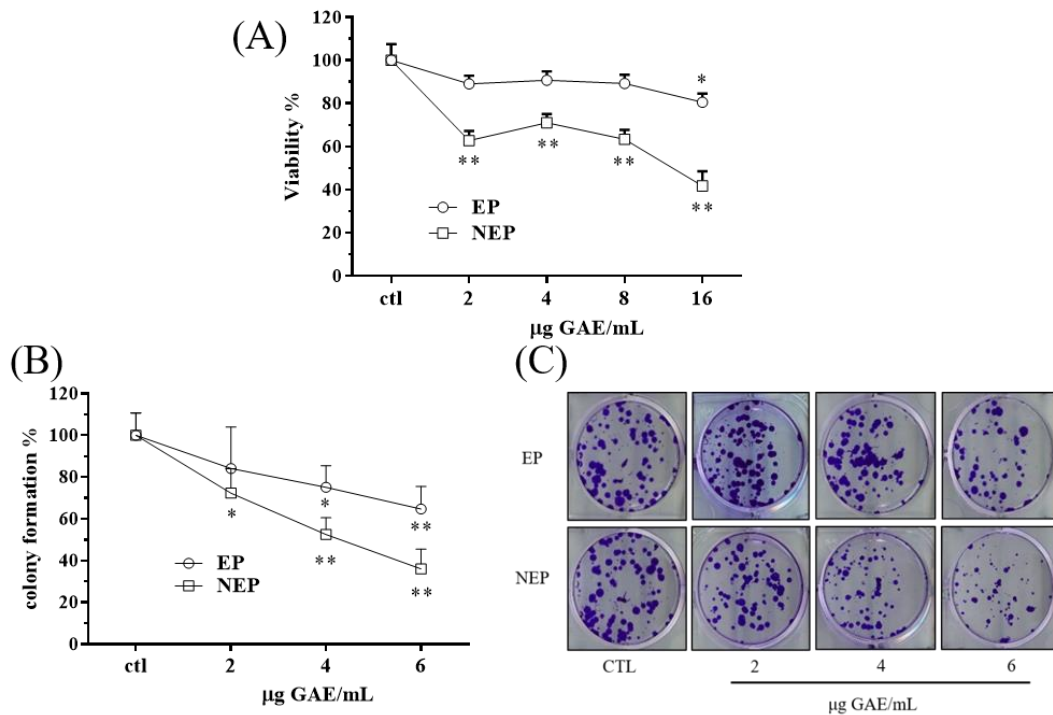 (A)
120
100
80
60
40
20
0
Viability %
*
** ** ** **
EP
NEP
ctl 2 4 8 16
µg GAE/mL
(B)
120
100
80
60
40
20
0
colony formation %
* * **
** **
EP
NEP
ctl 2 4 6
µg GAE/mL
(C)
EP
NEP
CTL 2 4 6
µg GAE/mL